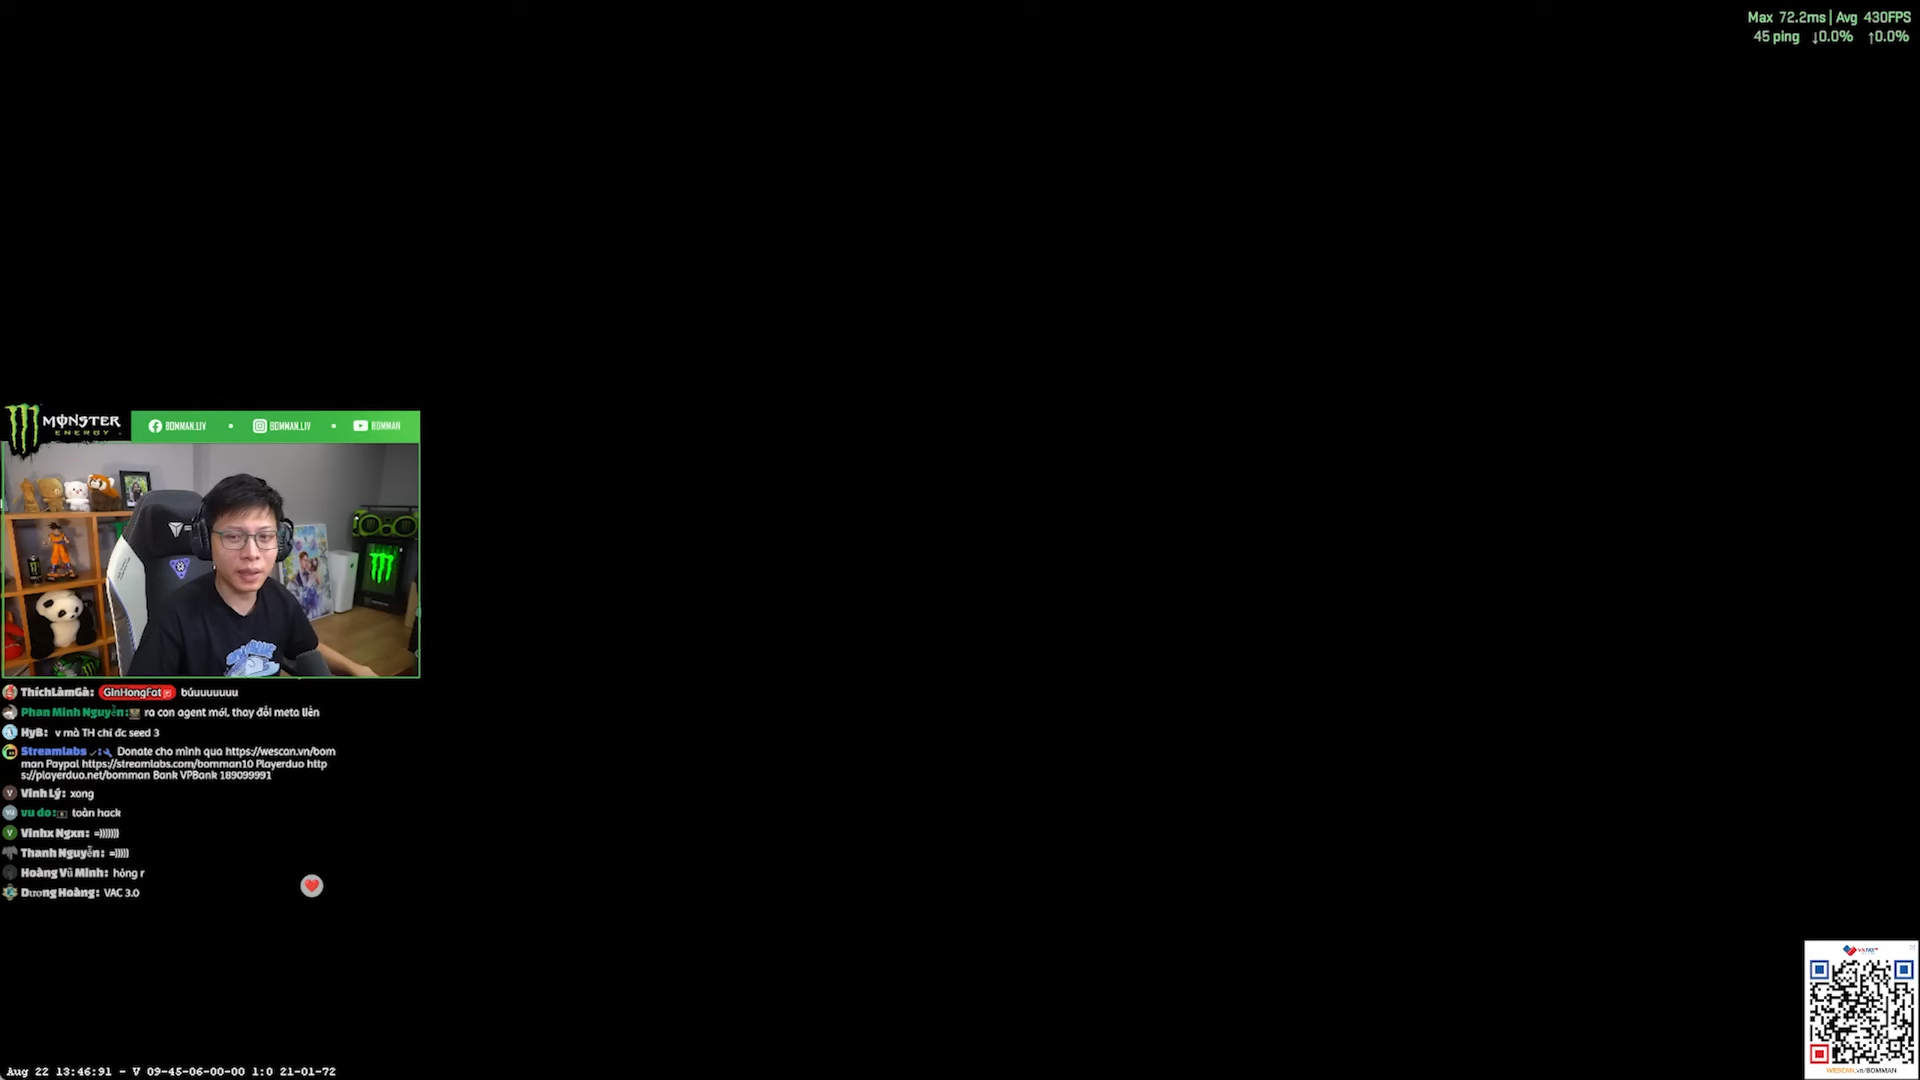 Max 72.2ms | Avg 430FPS
45 ping ↓0.0% ↑0.0%
MONSTER
ENERGY
BOMMAN.LIV • BOMMAN.LIV • BOMMAN
ThíchLàmGà: GinHongFat búuuuuuuu
Phan Minh Nguyễn: ra con agent mới, thay đổi meta liền
HyB: v mà TH chỉ đc seed 3
Streamlabs: Donate cho mình qua https://wescan.vn/bom
man Paypal https://streamlabs.com/bomman10 Playerduo http
s://playerduo.net/bomman Bank VPBank 189099991
Vinh Lý: xong
vu do: toàn hack
Vinhx Ngxn: =)))))))
Thanh Nguyễn: =)))))
Hoàng Vũ Minh: hỏng r
Dương Hoàng: VAC 3.0
WESCAN.vn/BOMMAN
Aug 22 13:46:91 - V 09-45-06-00-00 1:0 21-01-72